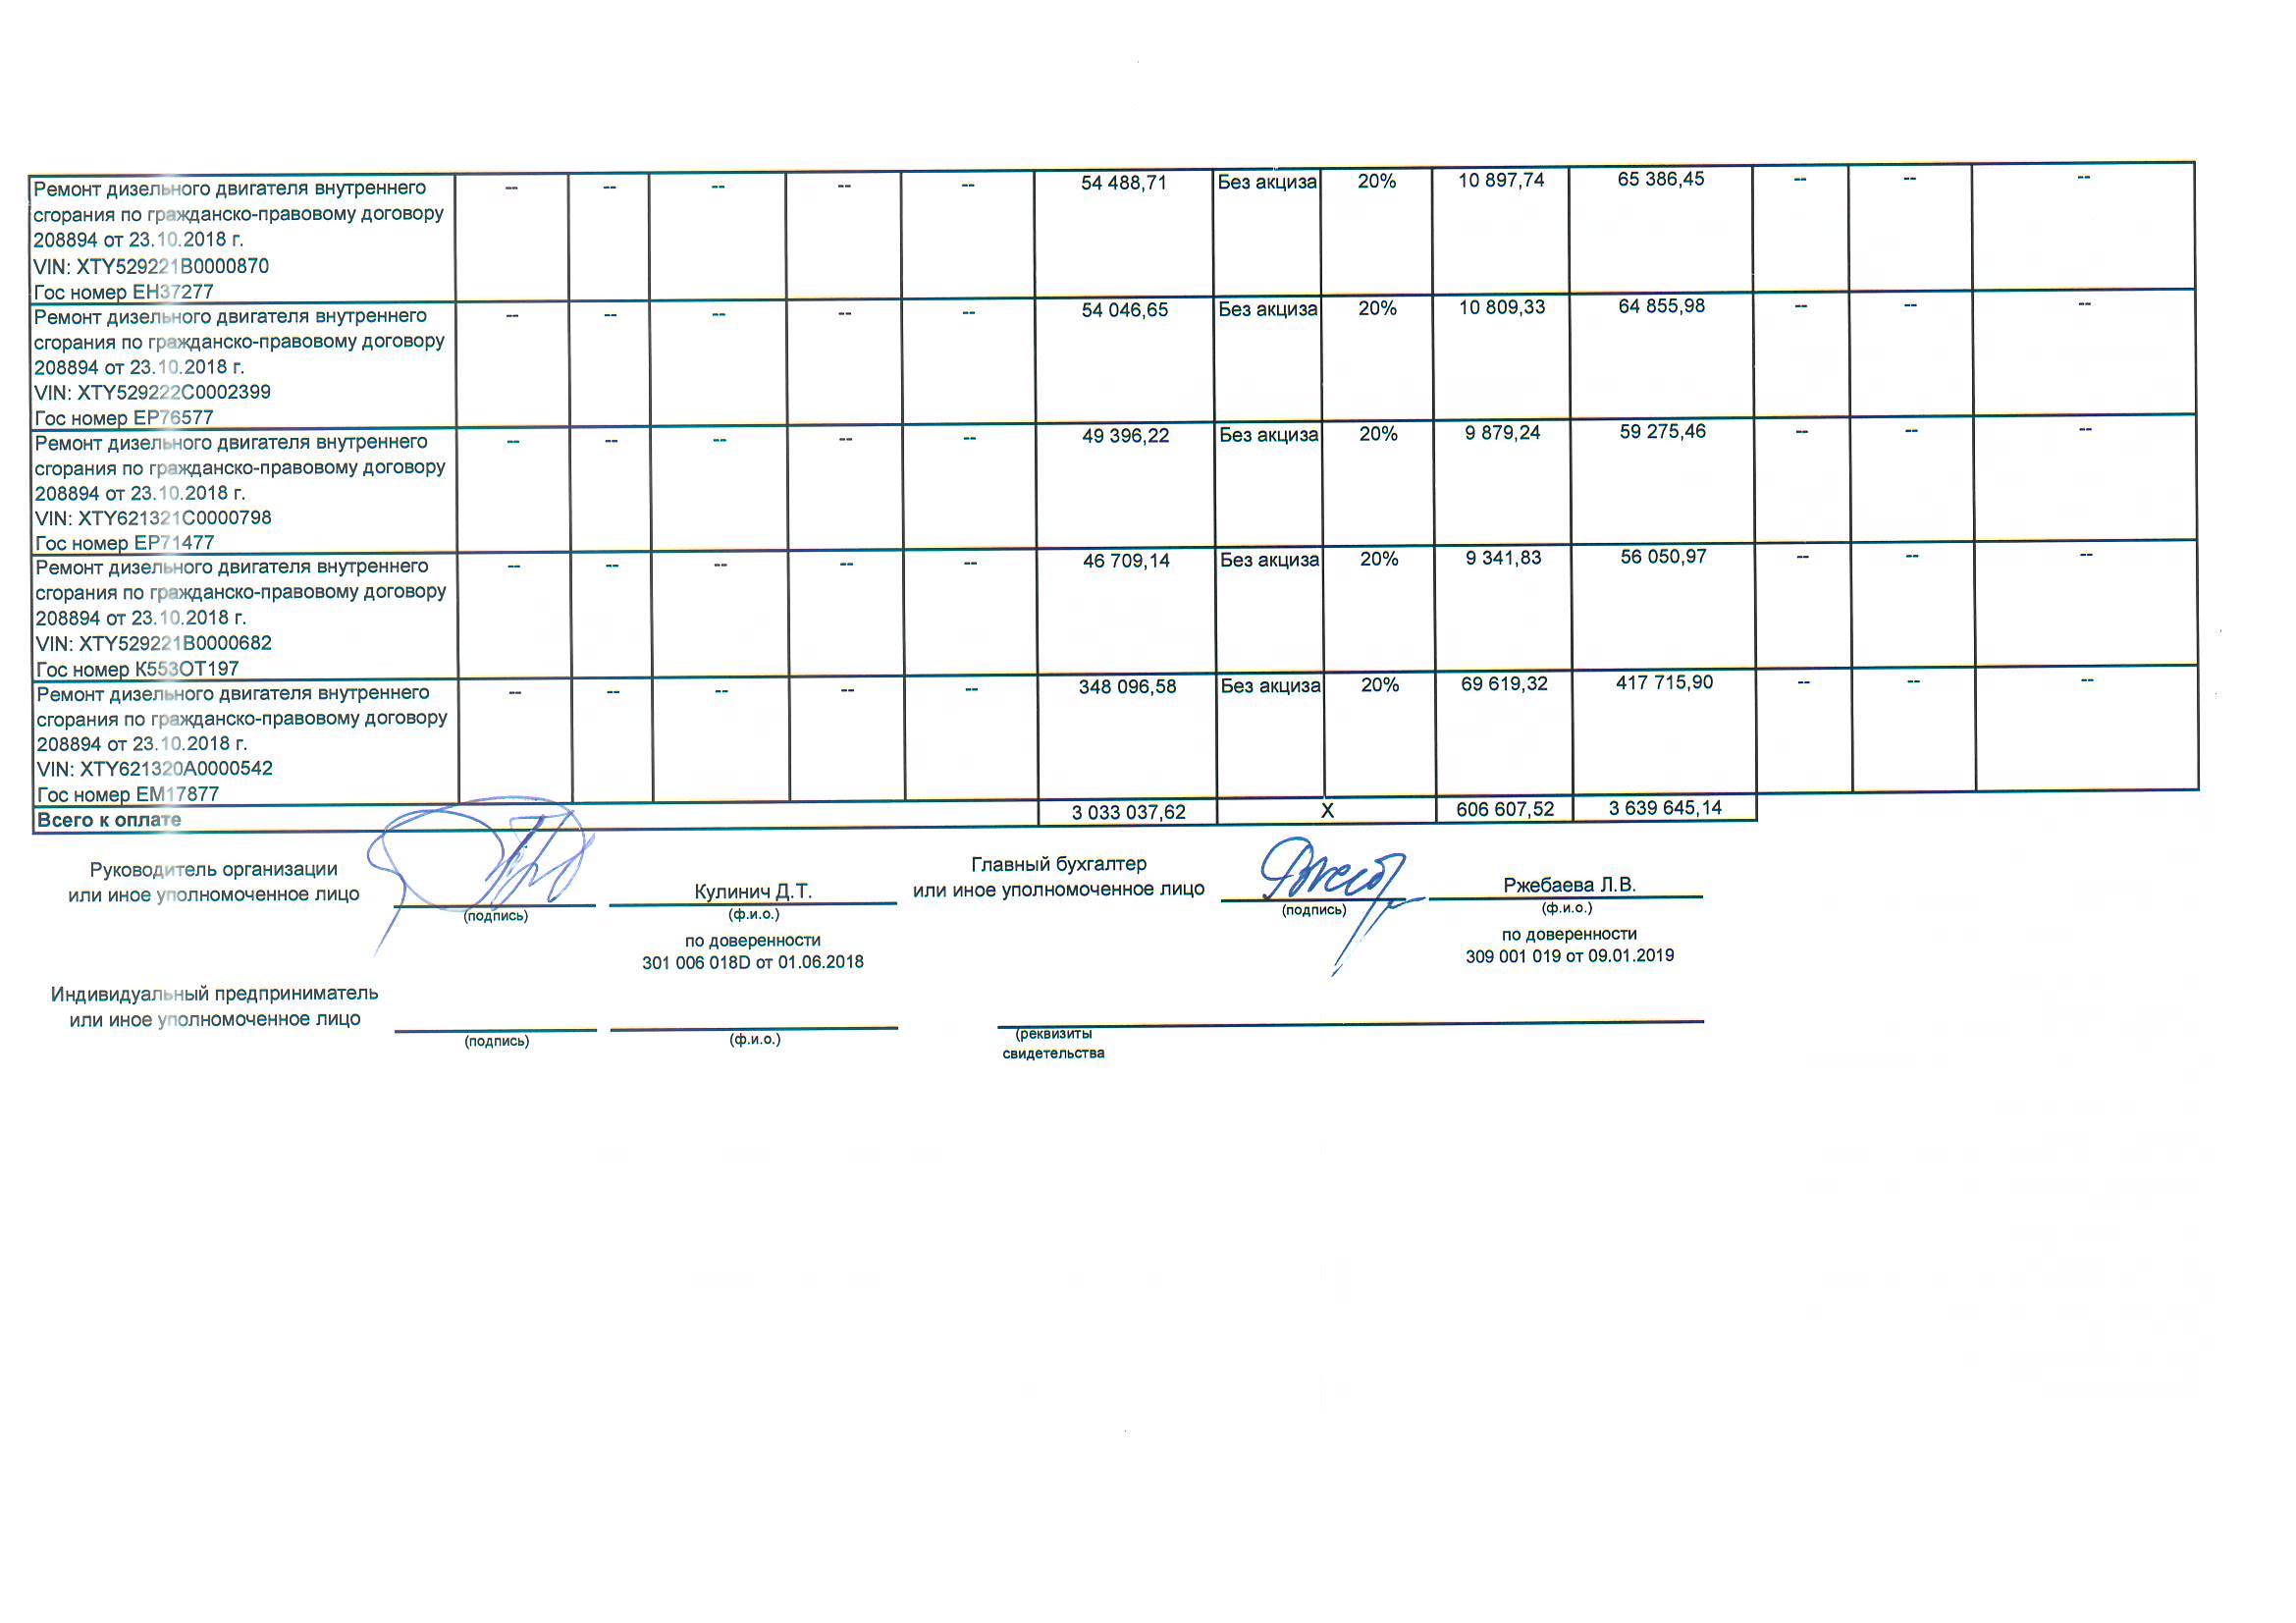 Ремонт дизельного двигателя внутреннего -- -- -- -- -- 54 488,71 Без акциза 20% 10 897,74 65 386,45 -- -- --
сгорания по гражданско-правовому договору
208894 от 23.10.2018 г.
VIN: XTY529221B0000870
Гос номер ЕН37277
Ремонт дизельного двигателя внутреннего -- -- -- -- -- 54 046,65 Без акциза 20% 10 809,33 64 855,98 -- -- --
сгорания по гражданско-правовому договору
208894 от 23.10.2018 г.
VIN: XTY529222C0002399
Гос номер ЕР76577
Ремонт дизельного двигателя внутреннего -- -- -- -- -- 49 396,22 Без акциза 20% 9 879,24 59 275,46 -- -- --
сгорания по гражданско-правовому договору
208894 от 23.10.2018 г.
VIN: XTY621321C0000798
Гос номер ЕР71477
Ремонт дизельного двигателя внутреннего -- -- -- -- -- 46 709,14 Без акциза 20% 9 341,83 56 050,97 -- -- --
сгорания по гражданско-правовому договору
208894 от 23.10.2018 г.
VIN: XTY529221B0000682
Гос номер К553ОТ197
Ремонт дизельного двигателя внутреннего -- -- -- -- -- 348 096,58 Без акциза 20% 69 619,32 417 715,90 -- -- --
сгорания по гражданско-правовому договору
208894 от 23.10.2018 г.
VIN: XTY621320A0000542
Гос номер ЕМ17877
Всего к оплате 3 033 037,62 Х 606 607,52 3 639 645,14
Руководитель организации
или иное уполномоченное лицо
Кулинич Д.Т.
(подпись) (ф.и.о.)
по доверенности
301 006 018D от 01.06.2018
Главный бухгалтер
или иное уполномоченное лицо
Ржебаева Л.В.
(подпись) (ф.и.о.)
по доверенности
309 001 019 от 09.01.2019
Индивидуальный предприниматель
или иное уполномоченное лицо
(подпись) (ф.и.о.)
(реквизиты
свидетельства